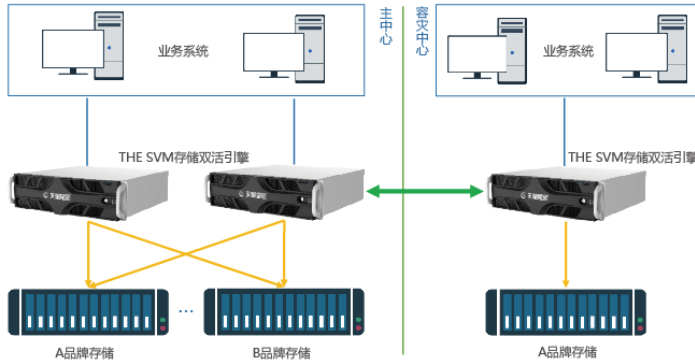 业务系统
主中心
容灾中心
业务系统
THE SVM存储双活引擎
THE SVM存储双活引擎
A品牌存储
...
B品牌存储
A品牌存储